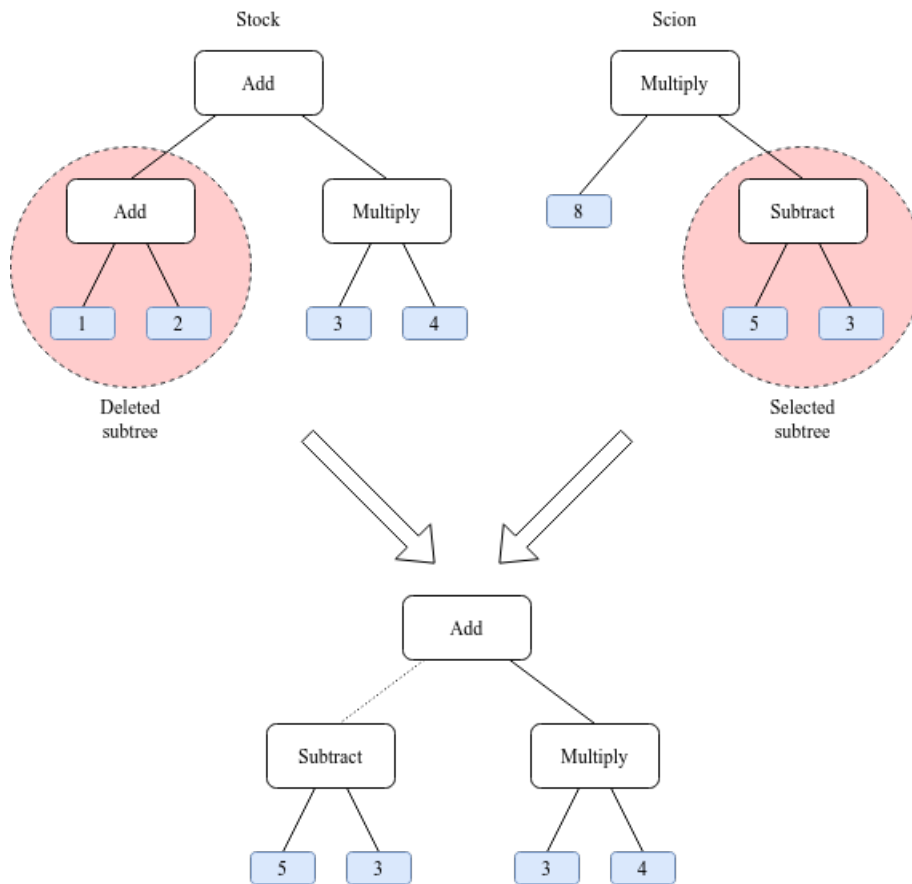 Stock
Scion
Add
Multiply
Add
Multiply
8
Subtract
1
2
3
4
5
3
Deleted
subtree
Selected
subtree
Add
Subtract
Multiply
5
3
3
4